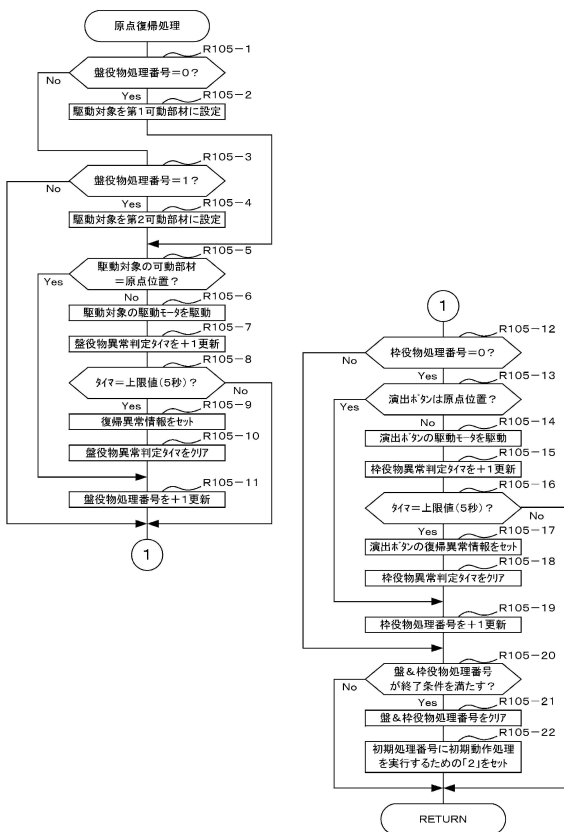 原点復帰処理
R105-1
盤役物処理番号=0?
No
Yes
R105-2
駆動対象を第1可動部材に設定
R105-3
盤役物処理番号=1?
No
Yes
R105-4
駆動対象を第2可動部材に設定
R105-5
駆動対象の可動部材
=原点位置?
Yes
No
R105-6
駆動対象の駆動モータを駆動
R105-7
盤役物異常判定タイマを+1更新
R105-8
タイマ=上限値(5秒)?
No
Yes
R105-9
復帰異常情報をセット
R105-10
盤役物異常判定タイマをクリア
R105-11
盤役物処理番号を+1更新
1
1
R105-12
枠役物処理番号=0?
No
Yes
R105-13
演出ボタンは原点位置?
Yes
No
R105-14
演出ボタンの駆動モータを駆動
R105-15
枠役物異常判定タイマを+1更新
R105-16
タイマ=上限値(5秒)?
No
Yes
R105-17
演出ボタンの復帰異常情報をセット
R105-18
枠役物異常判定タイマをクリア
R105-19
枠役物処理番号を+1更新
R105-20
盤&枠役物処理番号
が終了条件を満たす?
No
Yes
R105-21
盤&枠役物処理番号をクリア
R105-22
初期処理番号に初期動作処理
を実行するための「2」をセット
RETURN